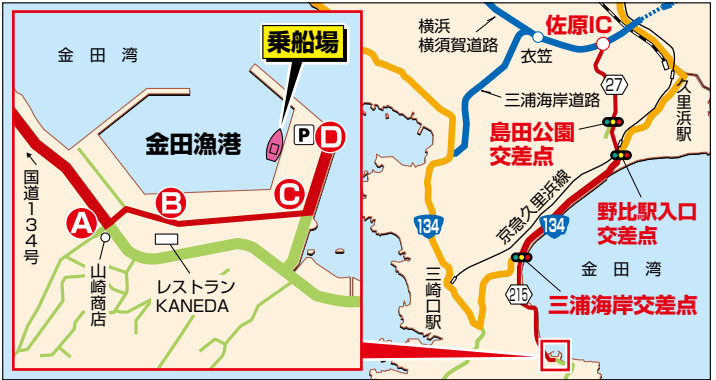 金田湾
乗船場
金田漁港
P
D
C
B
A
←国道134号
山崎商店
レストラン
KANEDA
横浜
横須賀道路
佐原IC
衣笠
27
久里浜駅
三浦海岸道路
島田公園
交差点
京急久里浜線
野比駅入口
交差点
134
134
三崎口駅
金田湾
215
三浦海岸交差点